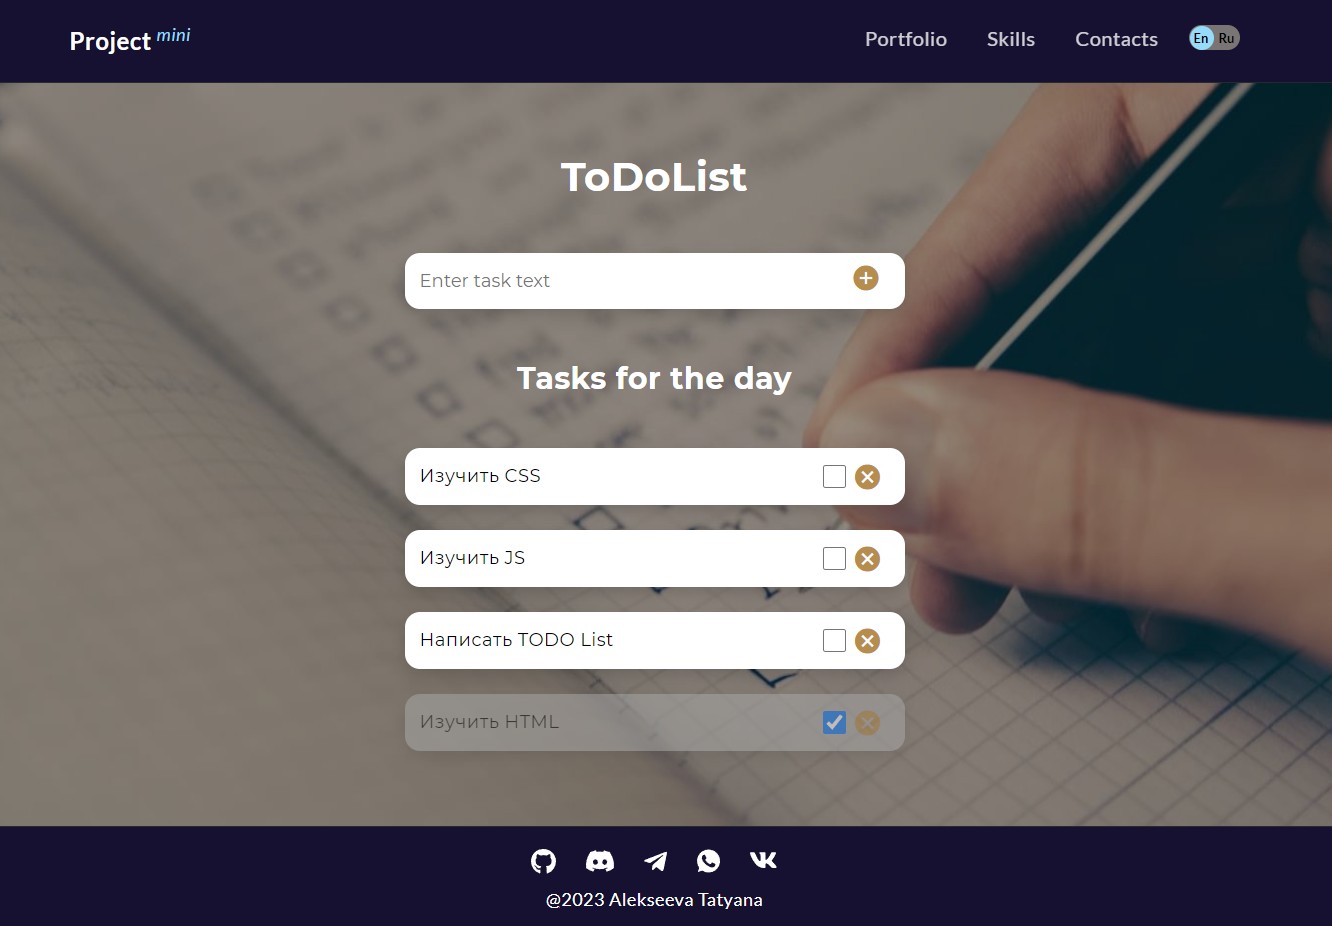 Project mini
Portfolio Skills Contacts En Ru
ToDoList
Enter task text
Tasks for the day
Изучить CSS
Изучить JS
Написать TODO List
Изучить HTML
@2023 Alekseeva Tatyana